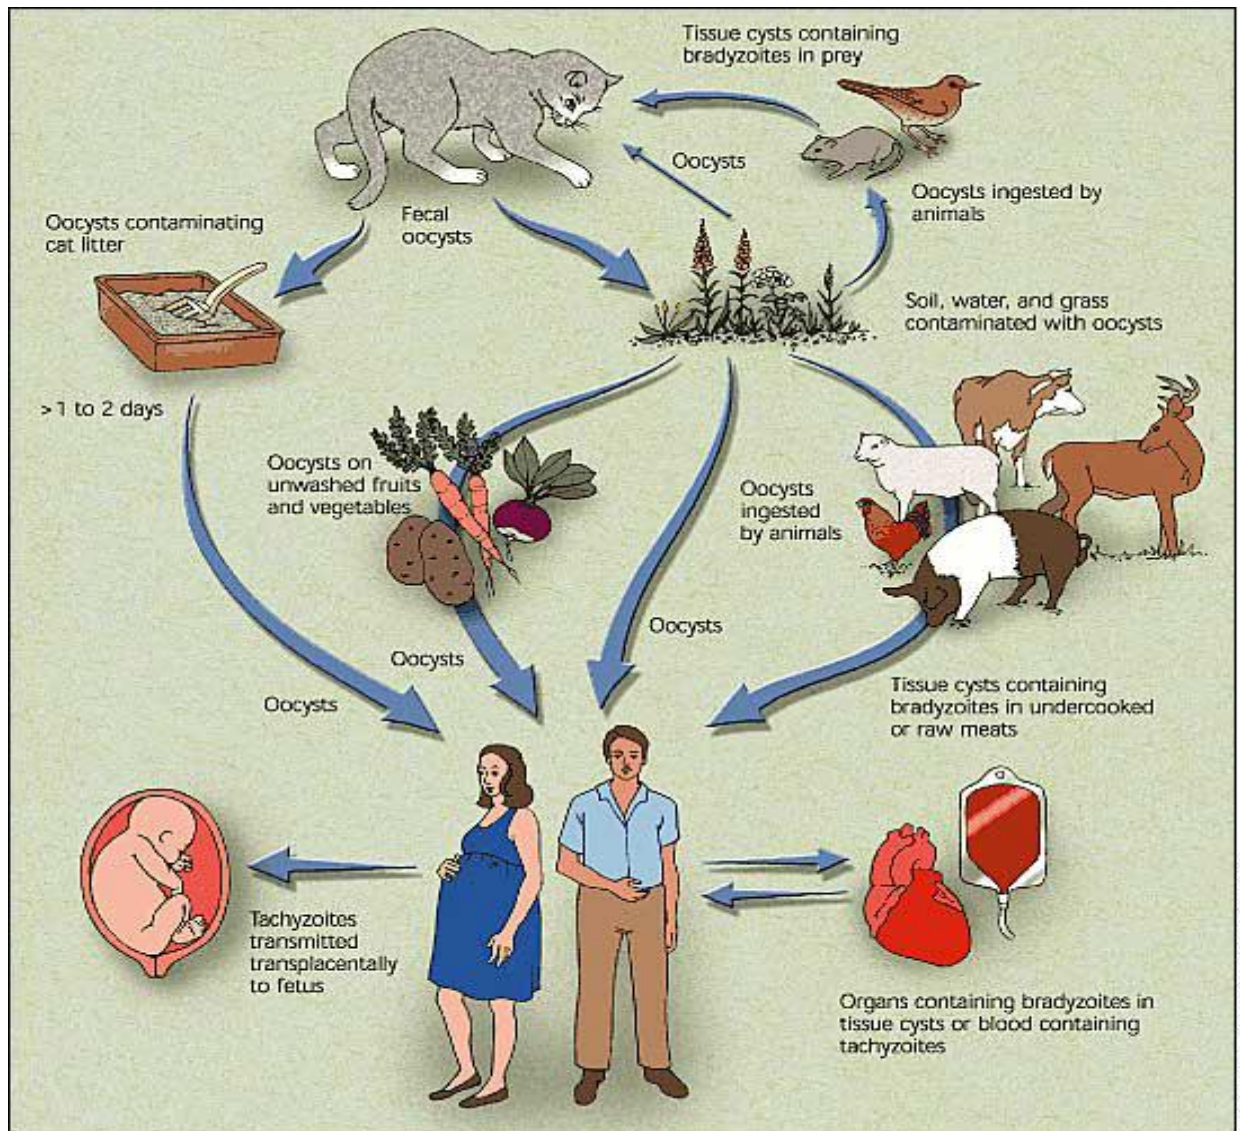 Tissue cysts containing
bradyzoites in prey
Oocysts
Oocysts ingested by
animals
Oocysts contaminating
cat litter
Fecal
oocysts
Soil, water, and grass
contaminated with oocysts
>1 to 2 days
Oocysts on
unwashed fruits
and vegetables
Oocysts
ingested
by animals
Oocysts
Oocysts
Oocysts
Tissue cysts containing
bradyzoites in undercooked
or raw meats
Tachyzoites
transmitted
transplacentally
to fetus
Organs containing bradyzoites in
tissue cysts or blood containing
tachyzoites